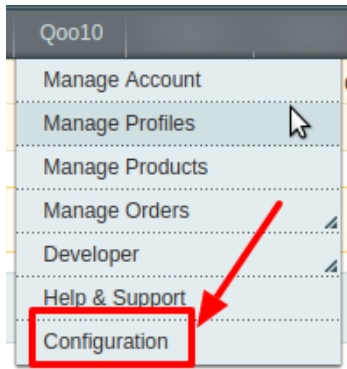 Qoo10
Manage Account
Manage Profiles
Manage Products
Manage Orders
Developer
Help & Support
Configuration